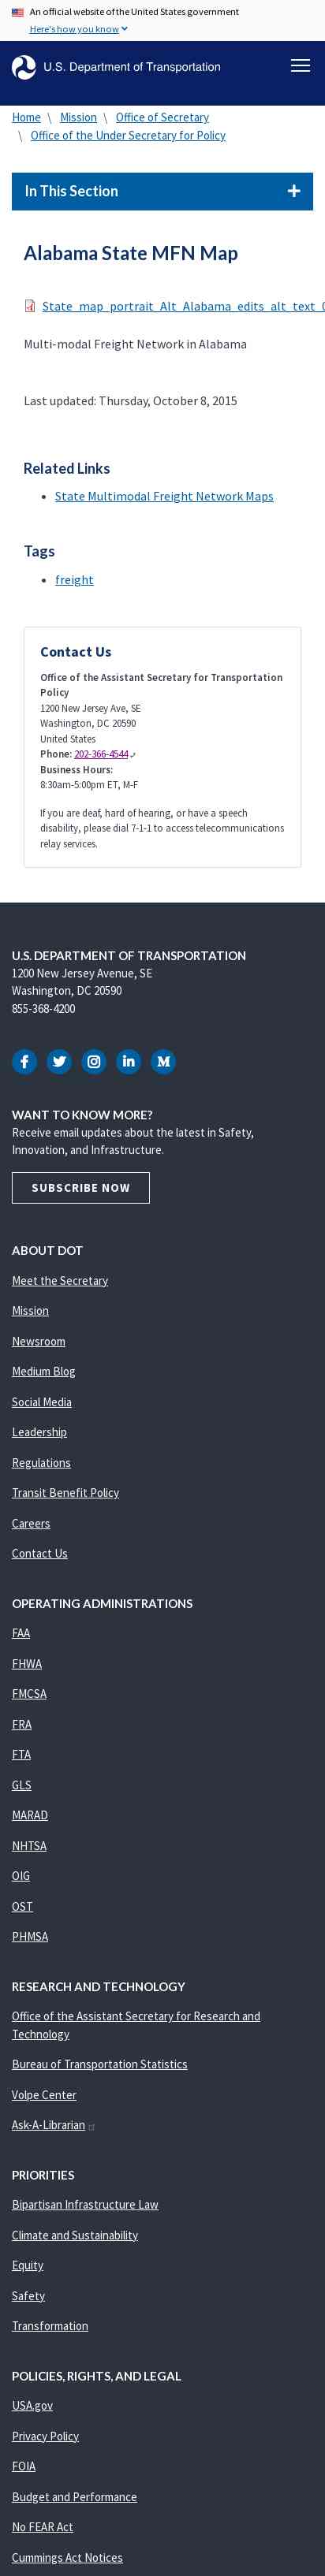 An official website of the United States government
Here's how you know
U.S. Department of Transportation
Home \ Mission \ Office of Secretary
\ Office of the Under Secretary for Policy
In This Section
Alabama State MFN Map
State_map_portrait_Alt_Alabama_edits_alt_text_
Multi-modal Freight Network in Alabama
Last updated: Thursday, October 8, 2015
Related Links
• State Multimodal Freight Network Maps
Tags
• freight
Contact Us
Office of the Assistant Secretary for Transportation
Policy
1200 New Jersey Ave, SE
Washington, DC 20590
United States
Phone: 202-366-4544
Business Hours:
8:30am-5:00pm ET, M-F
If you are deaf, hard of hearing, or have a speech
disability, please dial 7-1-1 to access telecommunications
relay services.
U.S. DEPARTMENT OF TRANSPORTATION
1200 New Jersey Avenue, SE
Washington, DC 20590
855-368-4200
WANT TO KNOW MORE?
Receive email updates about the latest in Safety,
Innovation, and Infrastructure.
SUBSCRIBE NOW
ABOUT DOT
Meet the Secretary
Mission
Newsroom
Medium Blog
Social Media
Leadership
Regulations
Transit Benefit Policy
Careers
Contact Us
OPERATING ADMINISTRATIONS
FAA
FHWA
FMCSA
FRA
FTA
GLS
MARAD
NHTSA
OIG
OST
PHMSA
RESEARCH AND TECHNOLOGY
Office of the Assistant Secretary for Research and
Technology
Bureau of Transportation Statistics
Volpe Center
Ask-A-Librarian
PRIORITIES
Bipartisan Infrastructure Law
Climate and Sustainability
Equity
Safety
Transformation
POLICIES, RIGHTS, AND LEGAL
USA.gov
Privacy Policy
FOIA
Budget and Performance
No FEAR Act
Cummings Act Notices